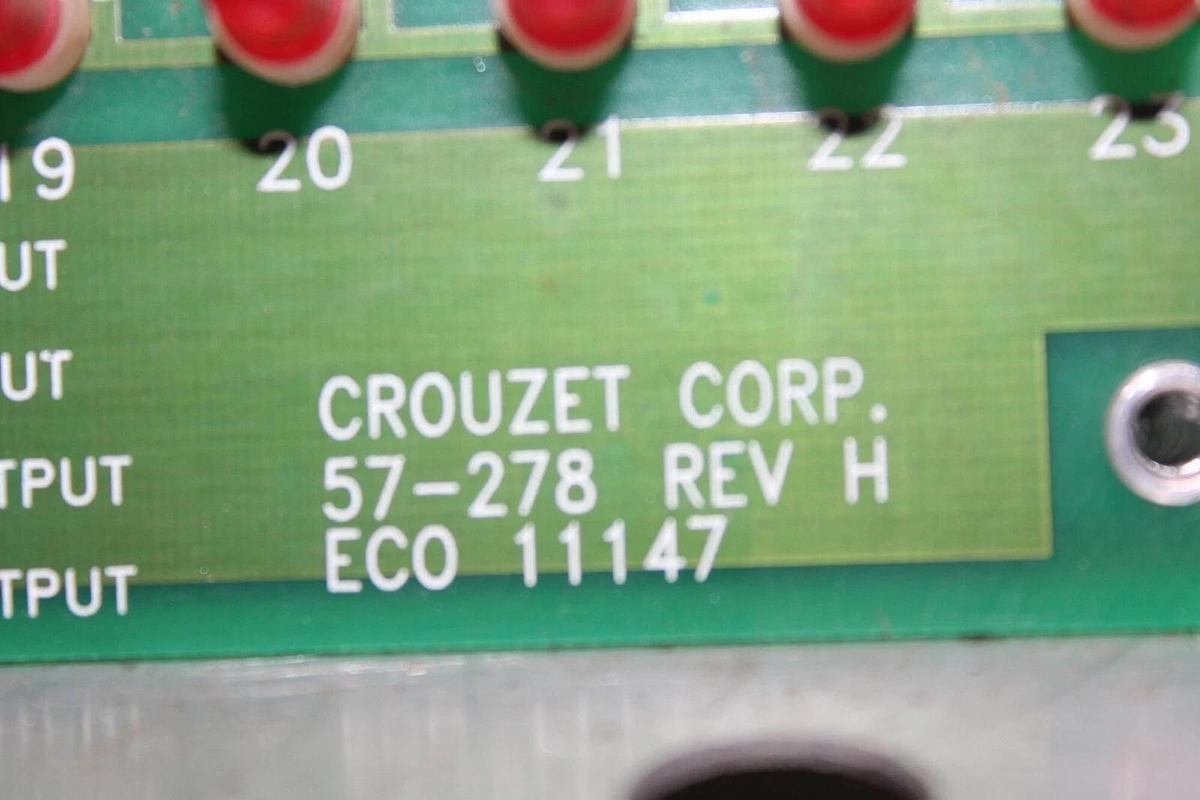 19 20 21 22 23
UT
UT
TPUT
TPUT
CROUZET CORP.
57-278 REV H
ECO 11147